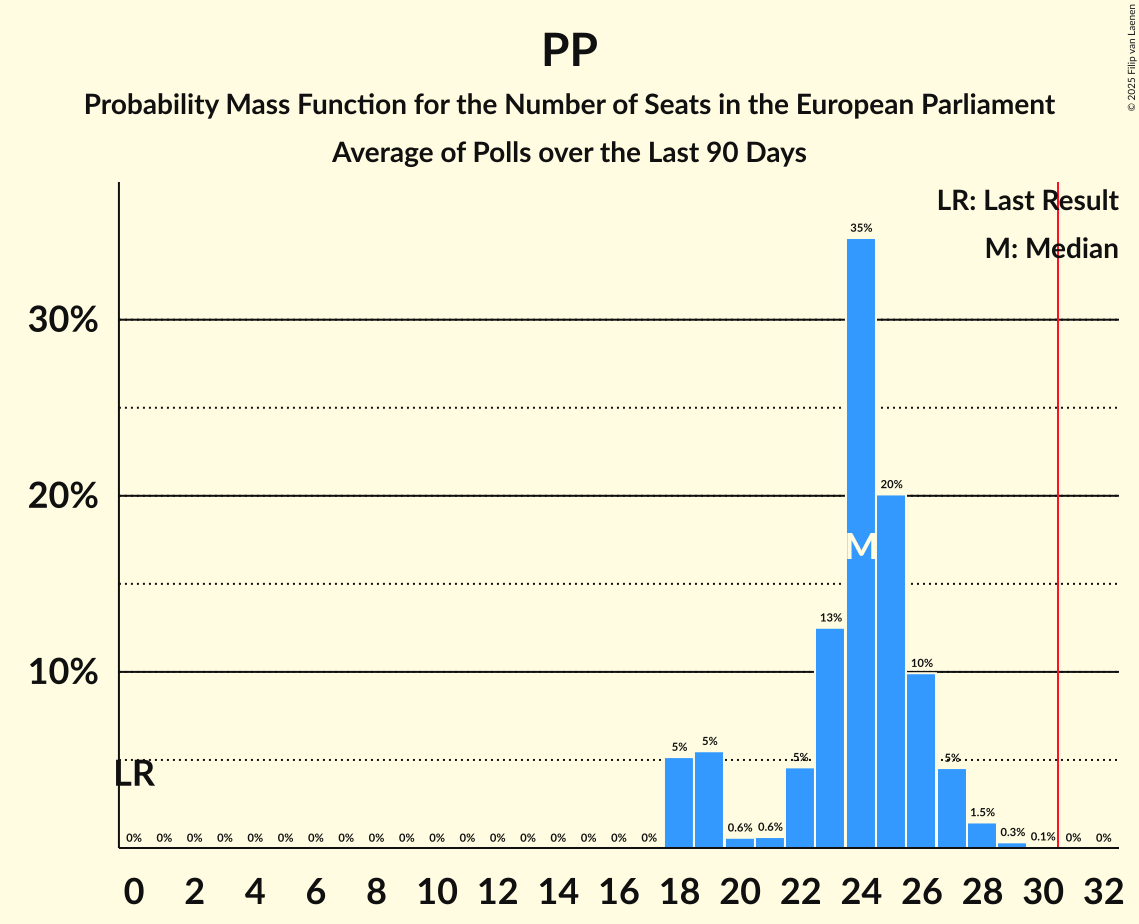 PP
Probability Mass Function for the Number of Seats in the European Parliament
Average of Polls over the Last 90 Days
© 2025 Filip van Laenen
LR: Last Result
M: Median
35%
30%
20%
20%
M
13%
10%
10%
5%
5%
5%
5%
LR
1.5%
0.6%
0.6%
0.3%
0.1%
0% 0% 0% 0% 0% 0% 0% 0% 0% 0% 0% 0% 0% 0% 0% 0% 0% 0% 0% 0%
0 2 4 6 8 10 12 14 16 18 20 22 24 26 28 30 32